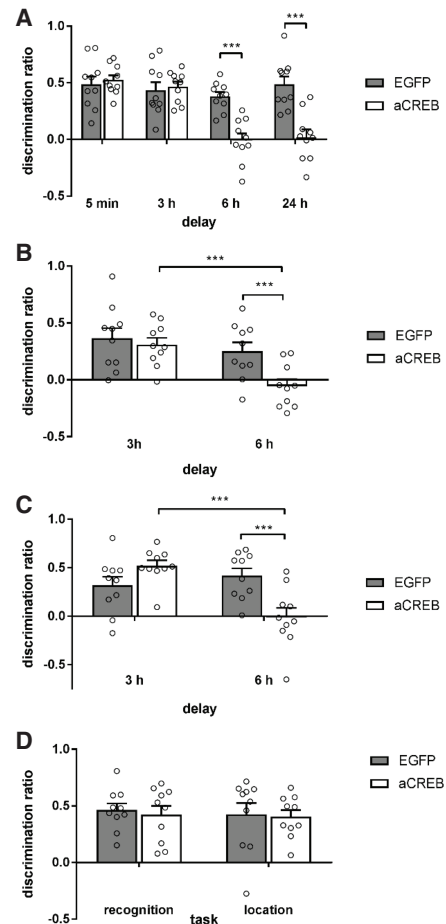 A
1.0
***
***
0.5
EGFP
aCREB
0.0
-0.5
discrimination ratio
5 min 3 h 6 h 24 h
delay
B
1.0
***
***
0.5
EGFP
aCREB
0.0
-0.5
discrimination ratio
3h 6 h
delay
C
1.0
***
***
0.5
EGFP
aCREB
0.0
-0.5
discrimination ratio
3 h 6 h
delay
D
1.0
EGFP
aCREB
0.5
0.0
-0.5
discrimination ratio
recognition location
task